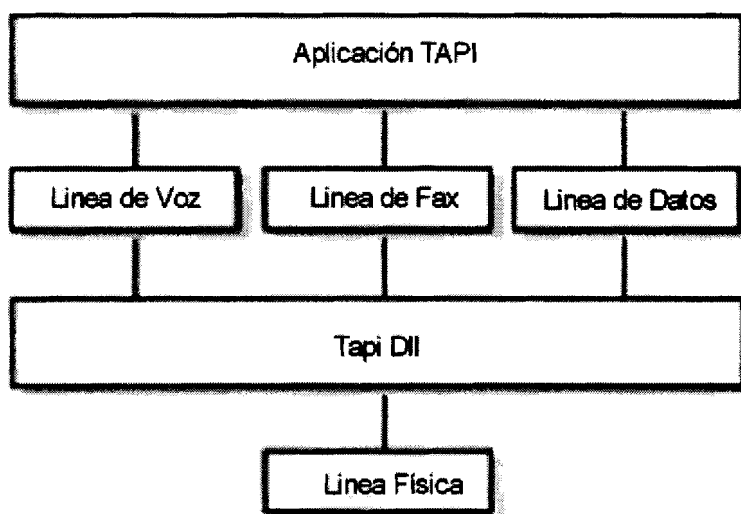 Aplicación TAPI
Linea de Voz
Linea de Fax
Linea de Datos
Tapi Dll
Linea Física